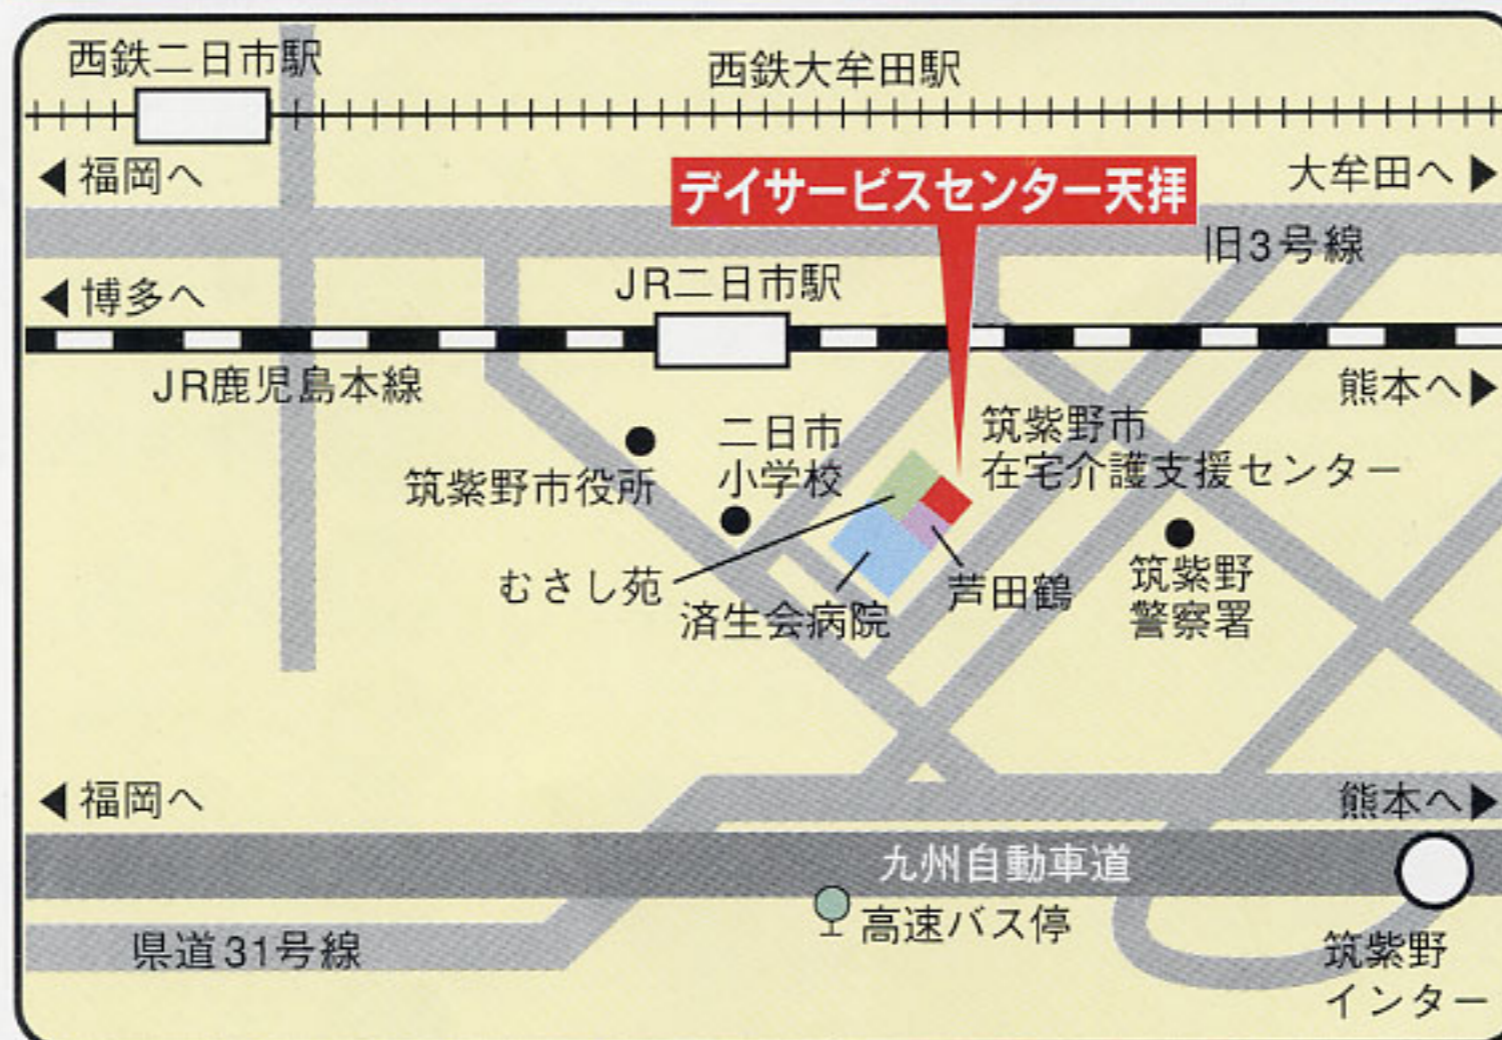 西鉄二日市駅
西鉄大牟田駅
福岡へ
大牟田へ
デイサービスセンター天拝
旧3号線
博多へ
JR二日市駅
JR鹿児島本線
熊本へ
筑紫野市
在宅介護支援センター
二日市
小学校
筑紫野市役所
むさし苑
済生会病院
芦田鶴
筑紫野
警察署
福岡へ
熊本へ
九州自動車道
高速バス停
県道31号線
筑紫野
インター